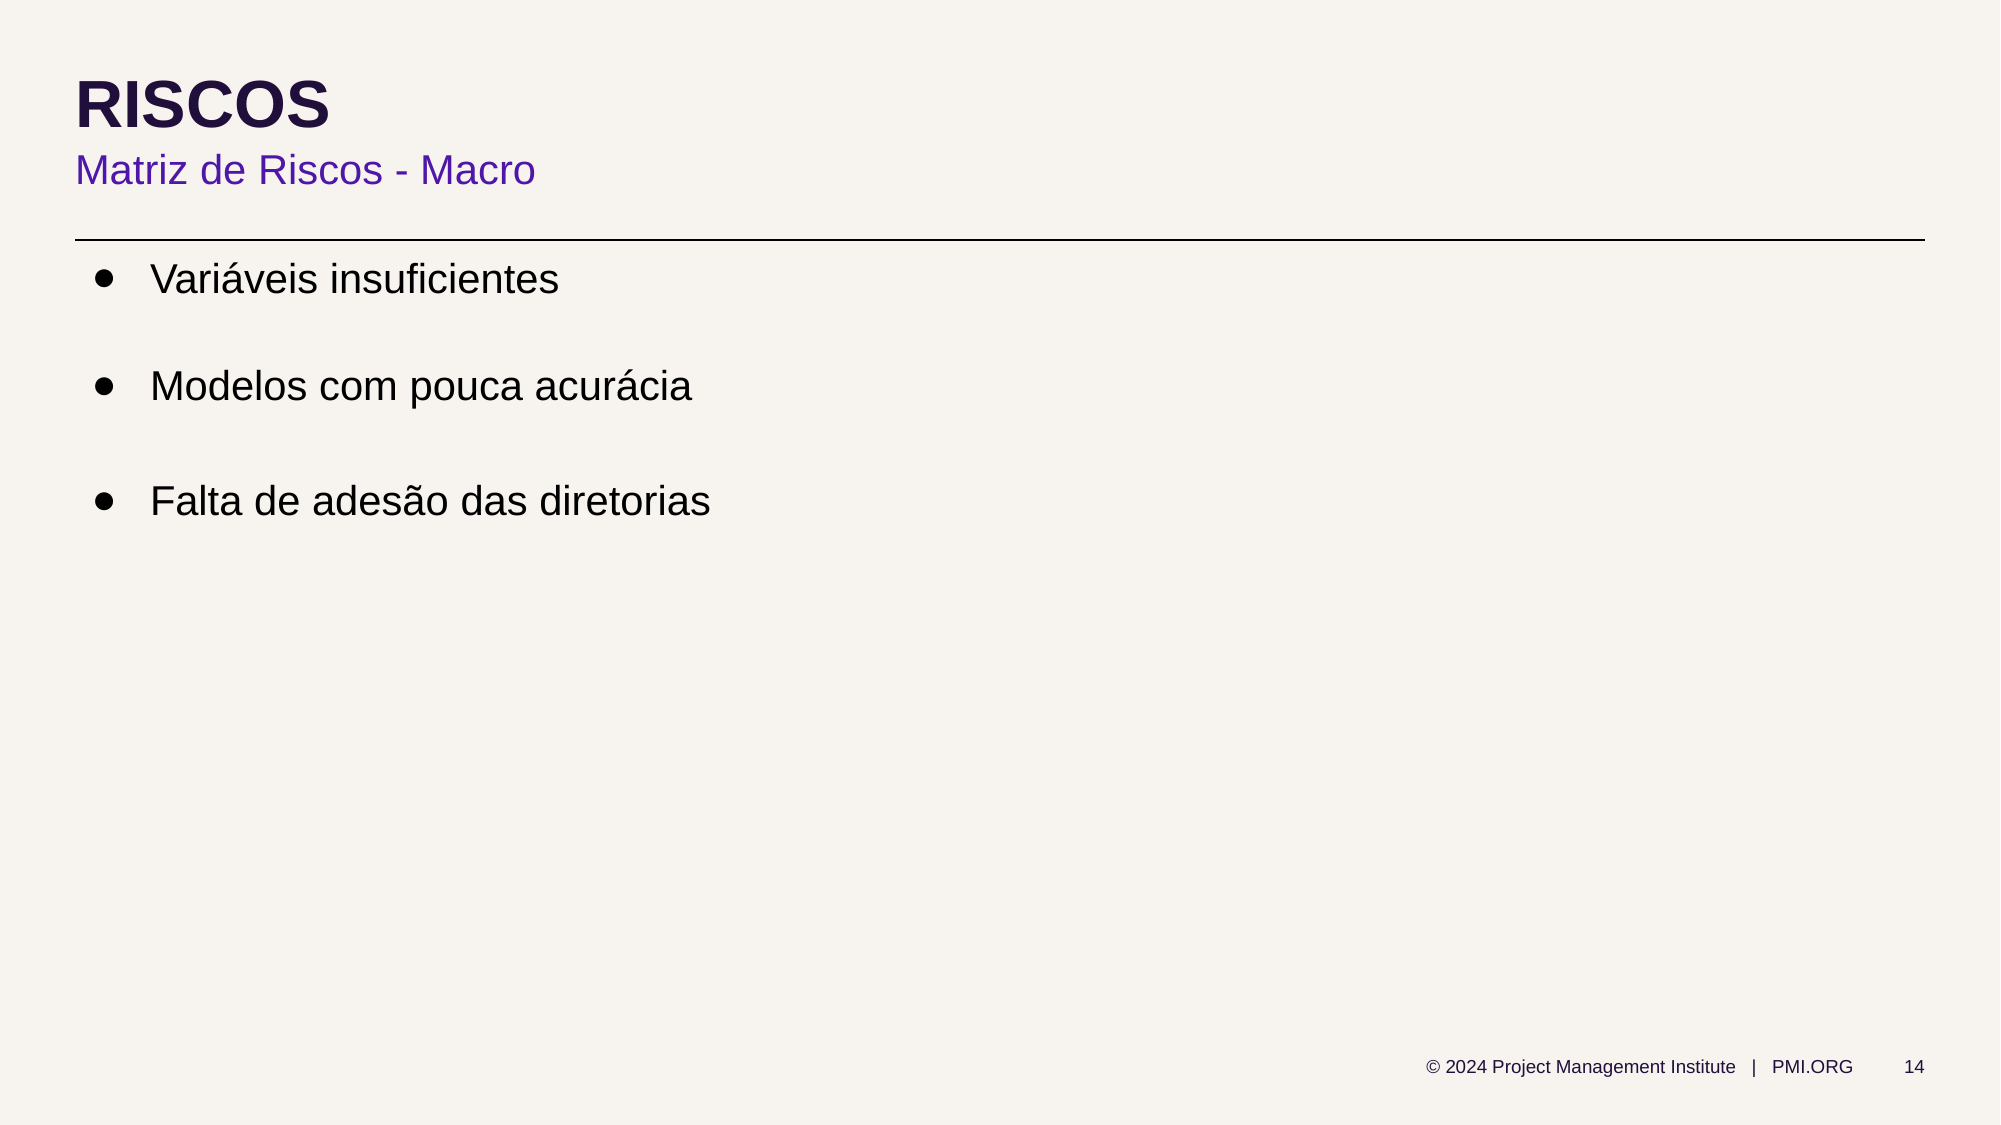 RISCOS
Matriz de Riscos - Macro
● Variáveis insuficientes
● Modelos com pouca acurácia
● Falta de adesão das diretorias
© 2024 Project Management Institute | PMI.ORG 14